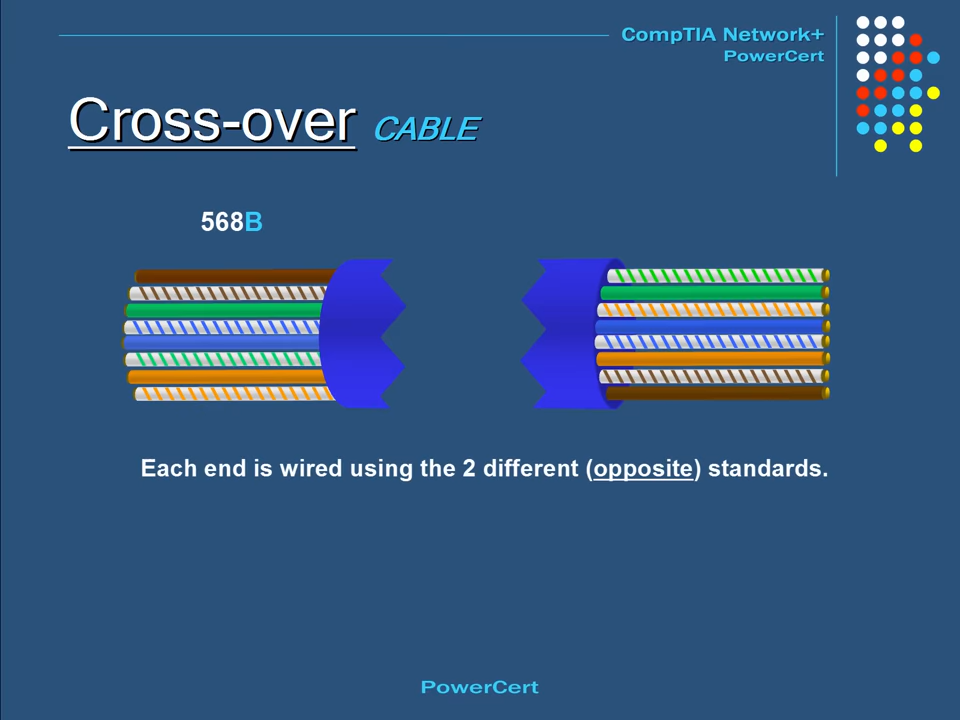 CompTIA Network+
PowerCert
Cross-over CABLE
568B
Each end is wired using the 2 different (opposite) standards.
PowerCert